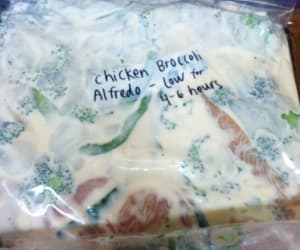 Chicken Broccoli
Alfredo - Low for
4-6 hours